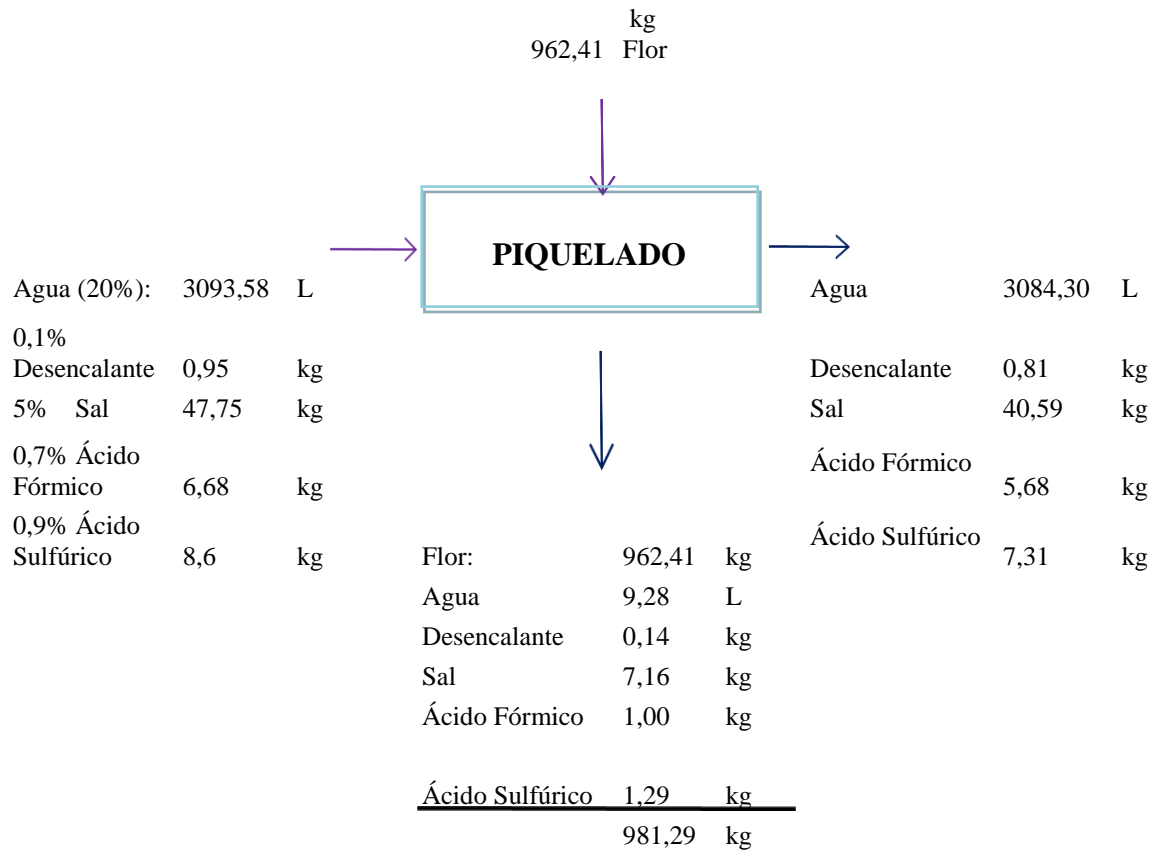 kg
962,41 Flor
PIQUELADO
Agua (20%): 3093,58 L
0,1%
Desencalante 0,95 kg
5% Sal 47,75 kg
0,7% Ácido
Fórmico 6,68 kg
0,9% Ácido
Sulfúrico 8,6 kg
Agua 3084,30 L
Desencalante 0,81 kg
Sal 40,59 kg
Ácido Fórmico
5,68 kg
Ácido Sulfúrico
7,31 kg
Flor: 962,41 kg
Agua 9,28 L
Desencalante 0,14 kg
Sal 7,16 kg
Ácido Fórmico 1,00 kg
Ácido Sulfúrico 1,29 kg
981,29 kg